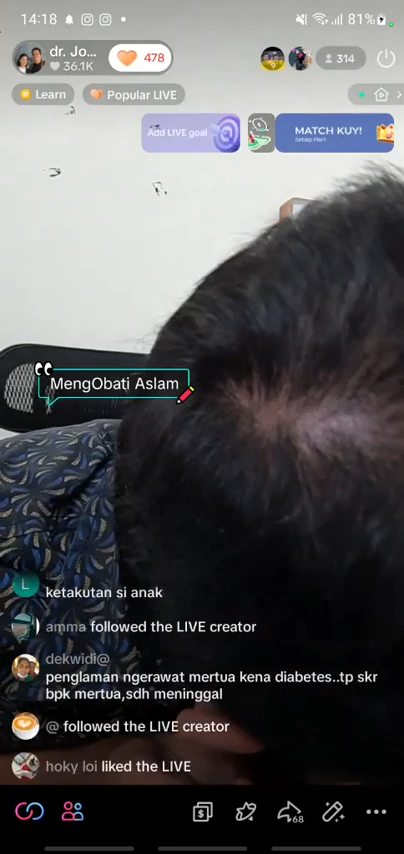 14:18
81%
dr. Jo...
36.1K
478
9
314
Learn
Popular LIVE
Add LIVE goal
MATCH KUY!
Setiap Hari
MengObati Aslam
L
ketakutan si anak
amma followed the LIVE creator
dekwidi@
penglaman ngerawat mertua kena diabetes..tp skr
bpk mertua,sdh meninggal
@ followed the LIVE creator
hoky loi liked the LIVE
68